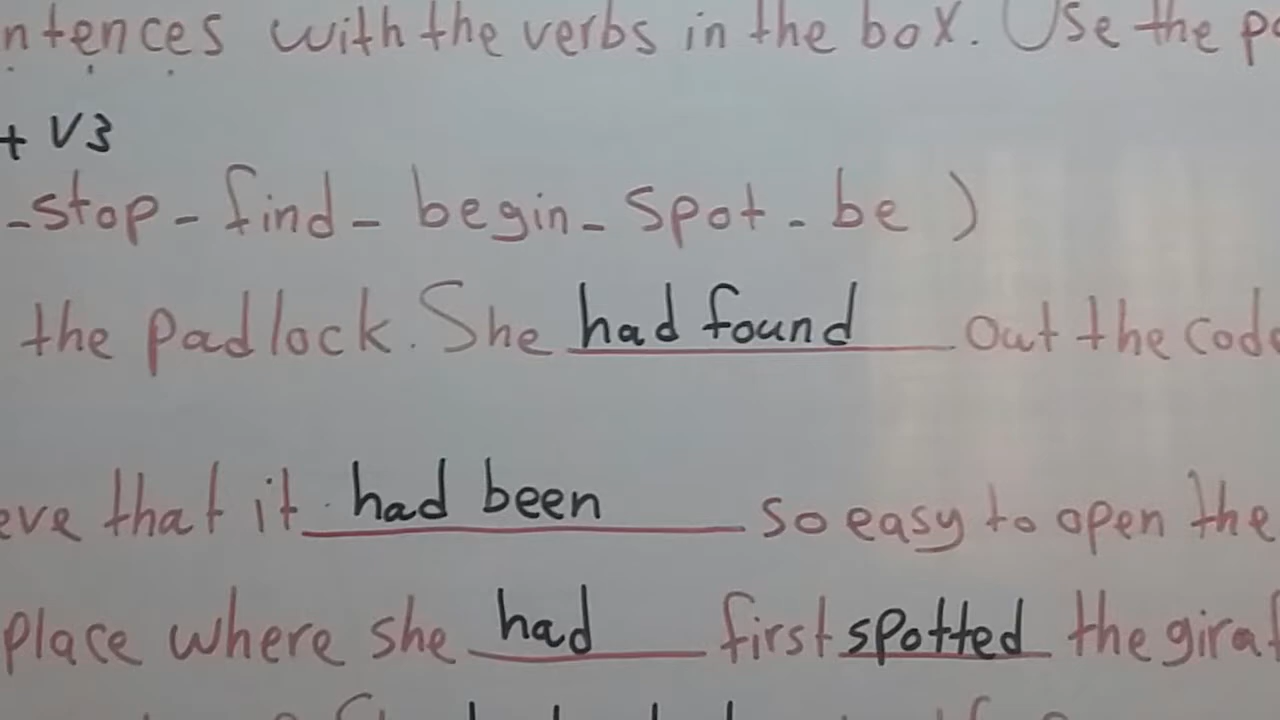 ntences with the verbs in the box. Use the p
+ V3
-stop - find - begin - spot - be )
the padlock. She had found out the code
eve that it had been so easy to open the
place where she had first spotted the giraf